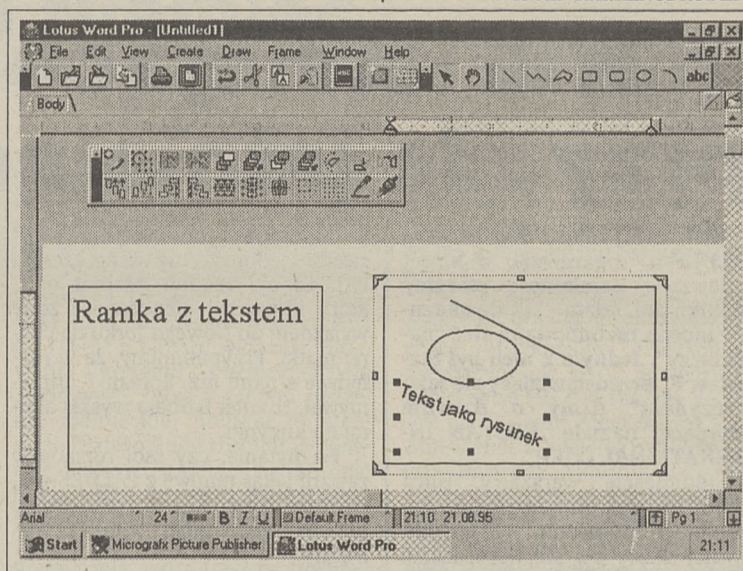 Lotus Word Pro - [Untitled1]
File Edit View Create Draw Frame Window Help
abc
Body
Ramka z tekstem
Tekst jako rysunek
Arial 24 B I U Default Frame 21:10 21.08.95 Pg 1
Start Micrografx Picture Publisher Lotus Word Pro 21:11